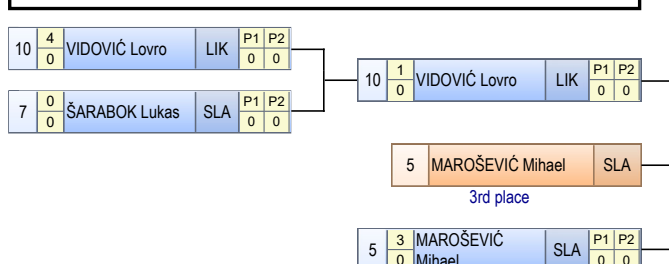 10 4 0 VIDOVIĆ Lovro LIK P1 P2 0 0
7 0 0 ŠARABOK Lukas SLA P1 P2 0 0
10 1 0 VIDOVIĆ Lovro LIK P1 P2 0 0
5 MAROŠEVIĆ Mihael SLA
3rd place
5 3 0 MAROŠEVIĆ Mihael SLA P1 P2 0 0